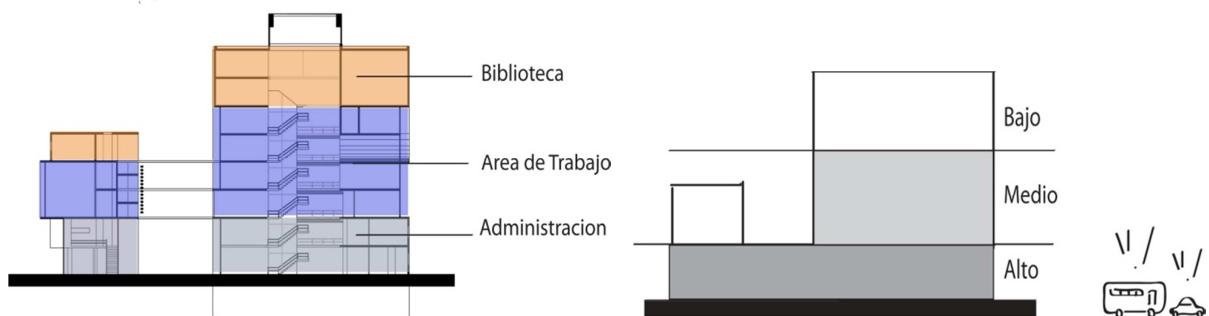 Biblioteca
Area de Trabajo
Administracion
Bajo
Medio
Alto